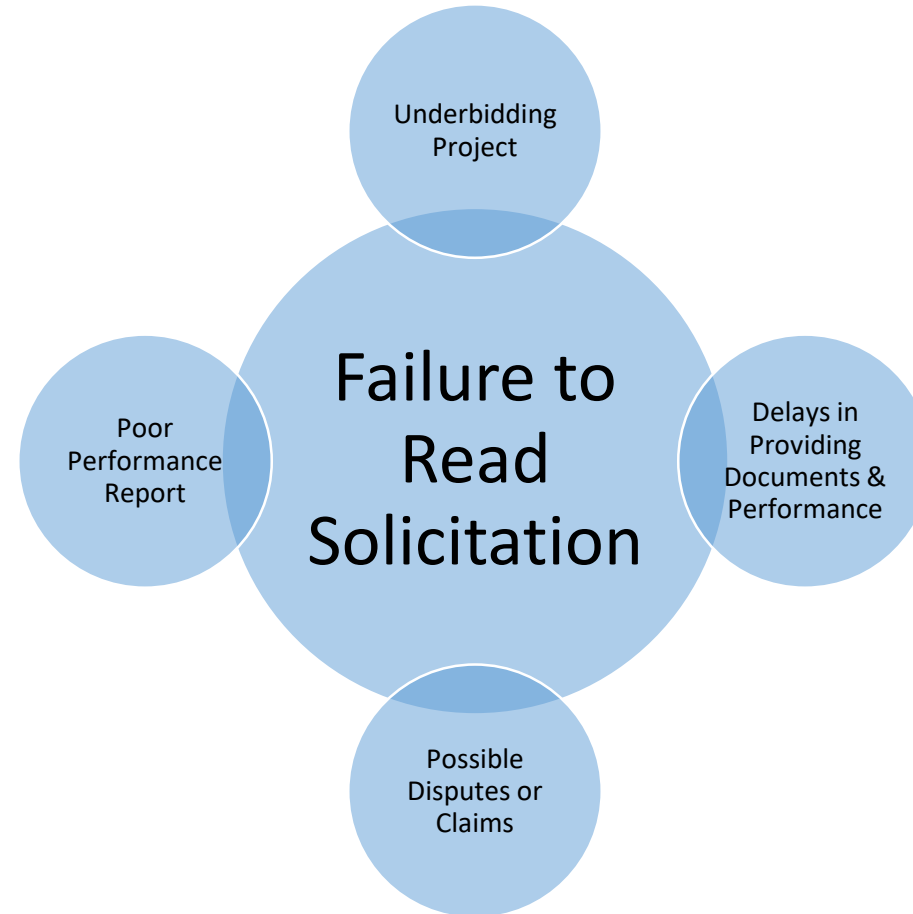 Underbidding
Project
Failure to
Read
Solicitation
Delays in
Providing
Documents &
Performance
Possible
Disputes or
Claims
Poor
Performance
Report